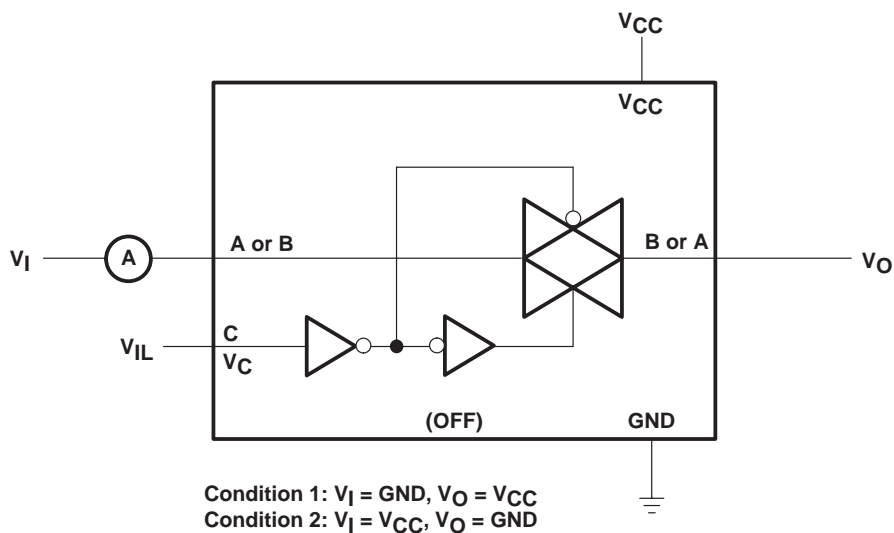 VCC
VCC
A or B
B or A
VI
A
VO
VIL
C
VC
(OFF)
GND
Condition 1: VI = GND, VO = VCC
Condition 2: VI = VCC, VO = GND